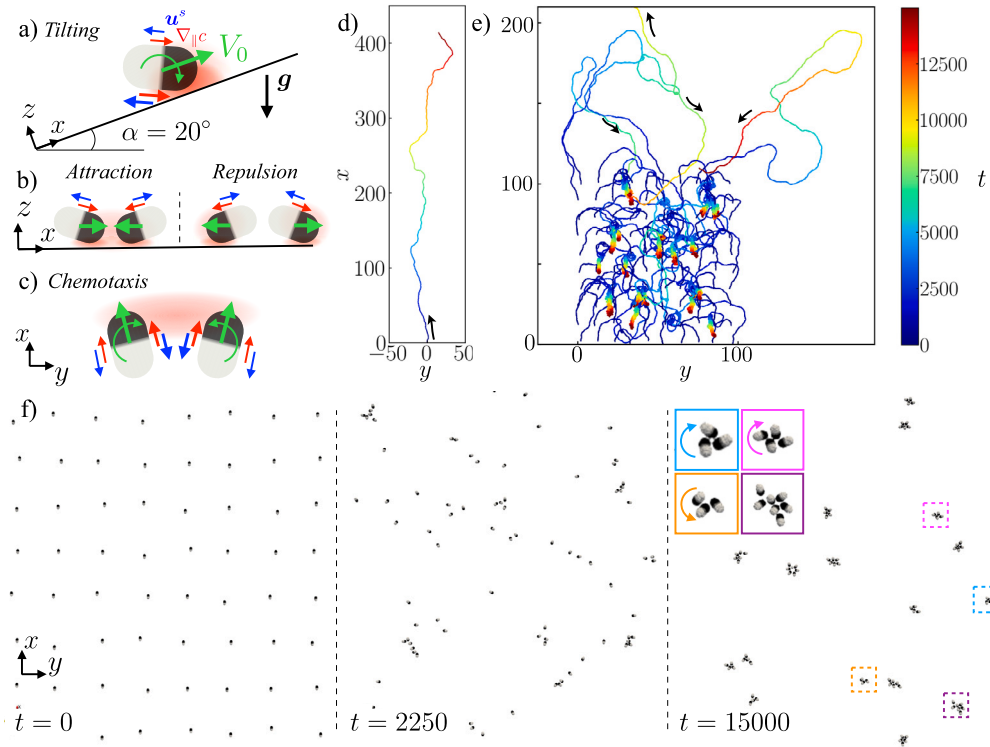 a) Tilting
u^s
∇_∥c
V_0
g
z
x
α = 20°
b)
Attraction
Repulsion
z
x
c) Chemotaxis
x
y
d)
400
300
x
200
100
0
−50
0
50
y
e)
200
100
0
0
100
y
12500
10000
7500
t
5000
2500
0
f)
x
y
t = 0
t = 2250
t = 15000